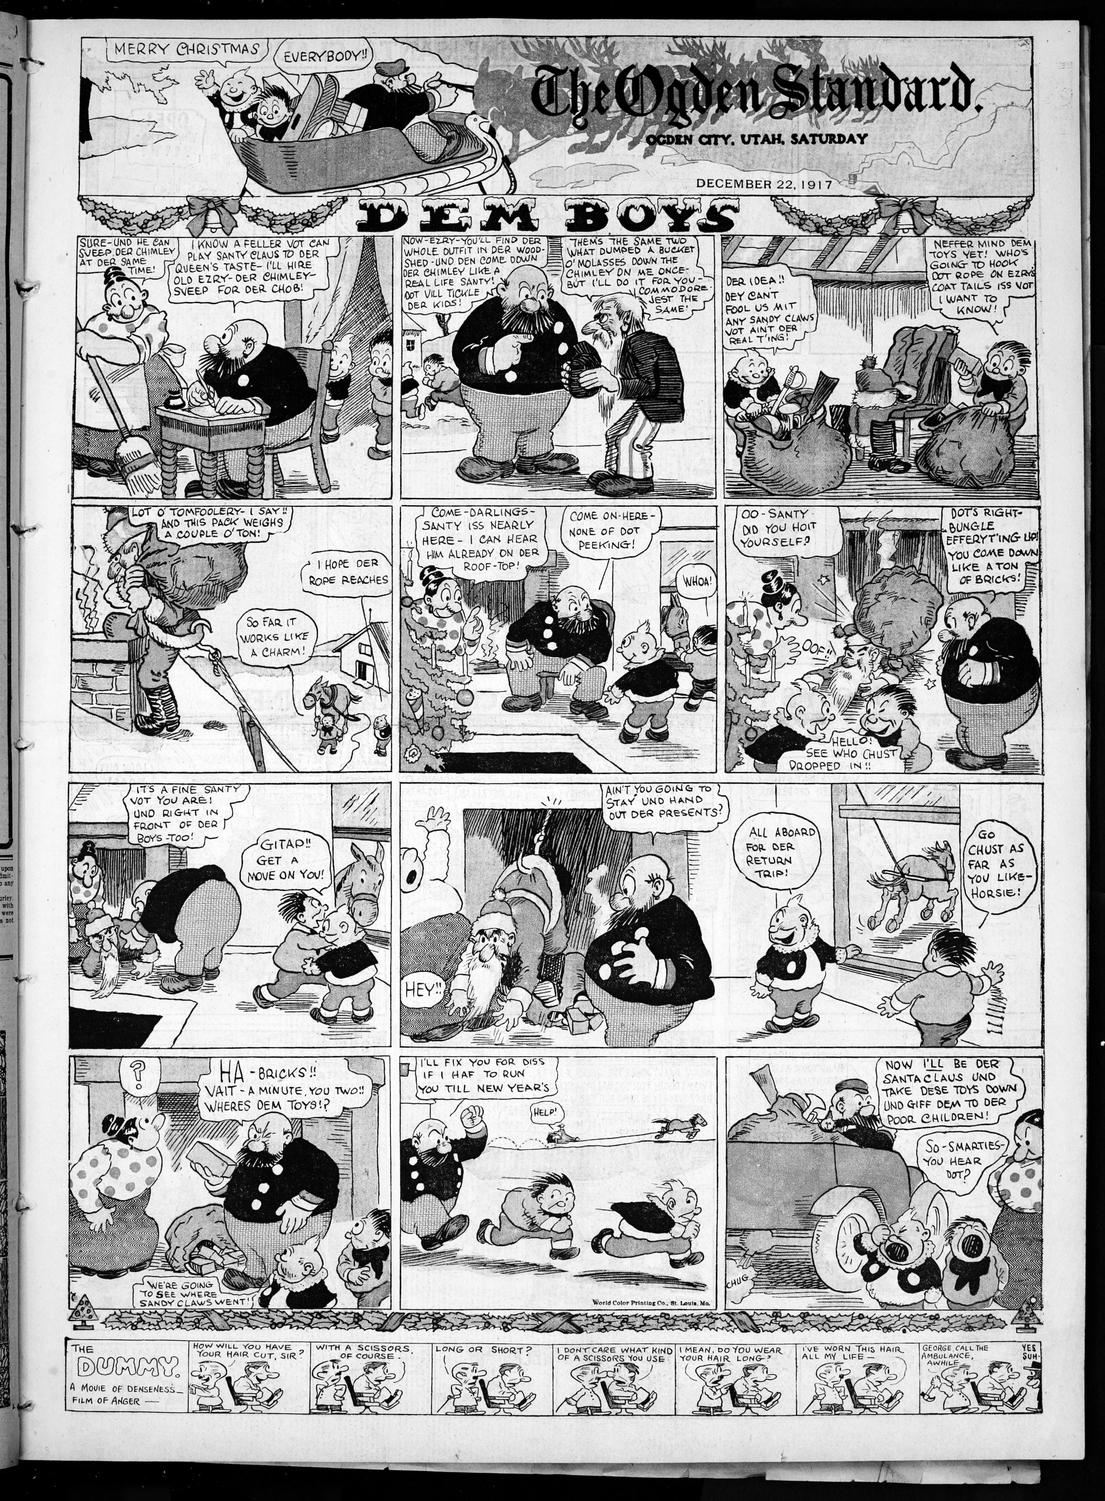 MERRY CHRISTMAS
EVERYBODY!!
The Ogden Standard.
OGDEN CITY, UTAH, SATURDAY
DECEMBER 22, 1917
DEM BOYS
SURE-UND HE CAN
SVEEP DER CHIMLEY
AT DER SAME
TIME!
I KNOW A FELLER VOT CAN
PLAY SANTY CLAUS TO DER
QUEEN'S TASTE- I'LL HIRE
OLD EZRY-DER CHIMLEY-
SVEEP FOR DER CHOB!
NOW-EZRY-YOU'LL FIND DER
WHOLE OUTFIT IN DER WOOD-
SHED-UND DEN COME DOWN
DER CHIMLEY LIKE A
REAL LIFE SANTY!
DOT VILL TICKLE
DER KIDS!
THEM'S THE SAME TWO
WHAT DUMPED A BUCKET
O' MOLASSES DOWN THE
CHIMLEY ON ME ONCE-
BUT I'LL DO IT FOR YOU-
COMMODORE
JEST THE
SAME!
DER IDEA!!
DEY CAN'T
FOOL US MIT
ANY SANDY CLAWS
VOT AIN'T DER
REAL T'ING!
NEFFER MIND DEM
TOYS YET! WHO'S
GOING TO HOOK
DOT ROPE ON EZRY'S
COAT TAILS ISS VOT
I WANT TO
KNOW!
LOT O' TOMFOOLERY- I SAY!!
AND THIS PACK WEIGHS
A COUPLE O' TON!
I HOPE DER
ROPE REACHES
SO FAR IT
WORKS LIKE
A CHARM!
COME-DARLINGS-
SANTY ISS NEARLY
HERE- I CAN HEAR
HIM ALREADY ON DER
ROOF-TOP!
COME ON-HERE-
NONE OF DOT
PEEKING!
WHOA!
OO-SANTY-
DID YOU HOIT
YOURSELF?
DOT'S RIGHT-
BUNGLE
EFFERYT'ING UP!
YOU COME DOWN
LIKE A TON
OF BRICKS!
OOF!!
HELLO!
SEE WHO CHUST
DROPPED IN!!
IT'S A FINE SANTY
VOT YOU ARE!
UND RIGHT IN
FRONT OF DER
BOYS-TOO!
GITAP!!
GET A
MOVE ON YOU!
AIN'T YOU GOING TO
STAY UND HAND
OUT DER PRESENTS?
HEY!!
ALL ABOARD
FOR DER
RETURN
TRIP!
GO
CHUST AS
FAR AS
YOU LIKE-
HORSIE!
?
HA-BRICKS!!
VAIT-A MINUTE, YOU TWO!!
WHERES DEM TOYS!?
WE'RE GOING
TO SEE WHERE
SANDY CLAWS WENT!
I'LL FIX YOU FOR DISS
IF I HAF TO RUN
YOU TILL NEW YEAR'S
HELP!
World Color Printing Co., St. Louis, Mo.
NOW I'LL BE DER
SANTA CLAUS UND
TAKE DESE TOYS DOWN
UND GIFF DEM TO DER
POOR CHILDREN!
SO-SMARTIES-
YOU HEAR
DOT?
CHUG
THE
DUMMY.
A MOVIE OF DENSENESS-
FILM OF ANGER —
HOW WILL YOU HAVE
YOUR HAIR CUT, SIR?
WITH A SCISSORS,
OF COURSE.
LONG OR SHORT?
I DON'T CARE WHAT KIND
OF A SCISSORS YOU USE
I MEAN, DO YOU WEAR
YOUR HAIR LONG?
I'VE WORN THIS HAIR
ALL MY LIFE—
GEORGE, CALL THE
AMBULANCE,
AWHILE
YES
SUH-